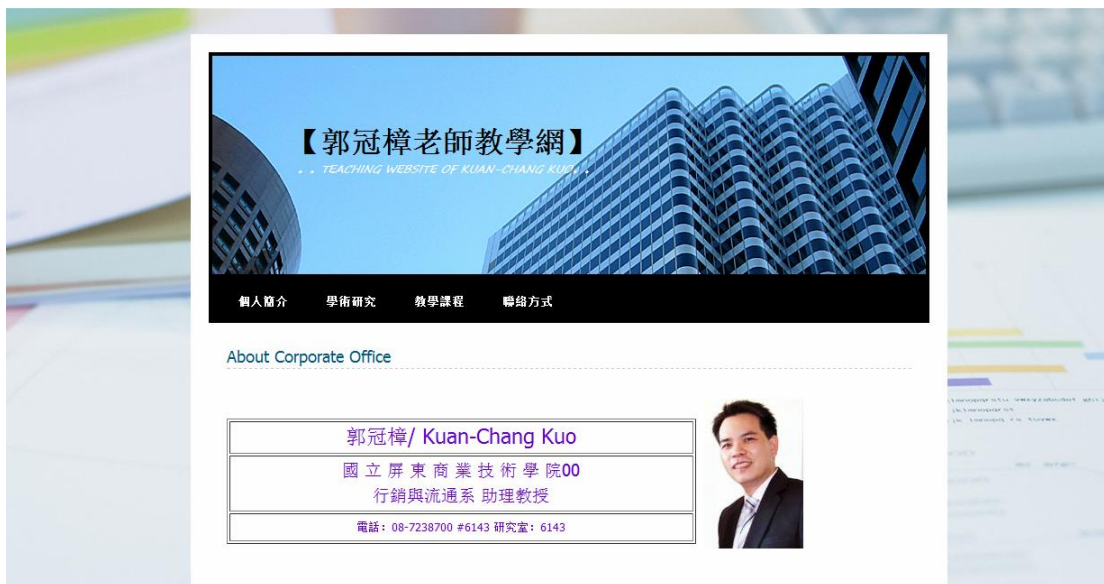 【郭冠樟老師教學網】
. . TEACHING WEBSITE OF KUAN-CHANG KUO. .
個人簡介 學術研究 教學課程 聯絡方式
About Corporate Office
郭冠樟/ Kuan-Chang Kuo
國 立 屏 東 商 業 技 術 學 院00
行銷與流通系 助理教授
電話: 08-7238700 #6143 研究室: 6143